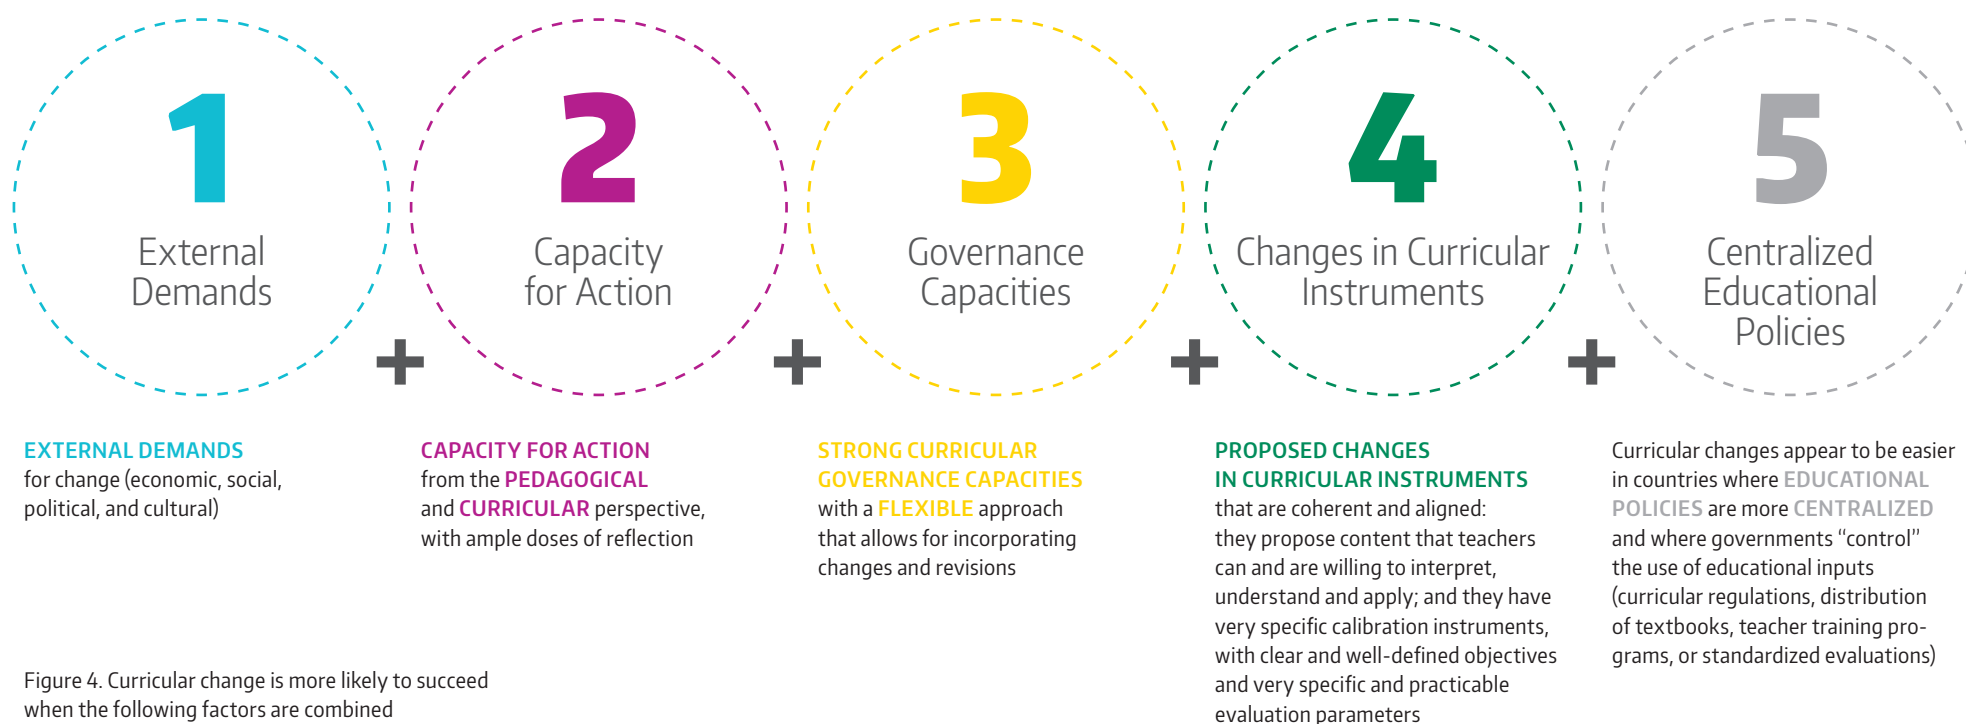 1
External
Demands
+
2
Capacity
for Action
+
3
Governance
Capacities
+
4
Changes in Curricular
Instruments
+
5
Centralized
Educational
Policies
EXTERNAL DEMANDS
for change (economic, social,
political, and cultural)
CAPACITY FOR ACTION
from the PEDAGOGICAL
and CURRICULAR perspective,
with ample doses of reflection
STRONG CURRICULAR
GOVERNANCE CAPACITIES
with a FLEXIBLE approach
that allows for incorporating
changes and revisions
PROPOSED CHANGES
IN CURRICULAR INSTRUMENTS
that are coherent and aligned:
they propose content that teachers
can and are willing to interpret,
understand and apply; and they have
very specific calibration instruments,
with clear and well-defined objectives
and very specific and practicable
evaluation parameters
Curricular changes appear to be easier
in countries where EDUCATIONAL
POLICIES are more CENTRALIZED
and where governments “control”
the use of educational inputs
(curricular regulations, distribution
of textbooks, teacher training pro-
grams, or standardized evaluations)
Figure 4. Curricular change is more likely to succeed
when the following factors are combined